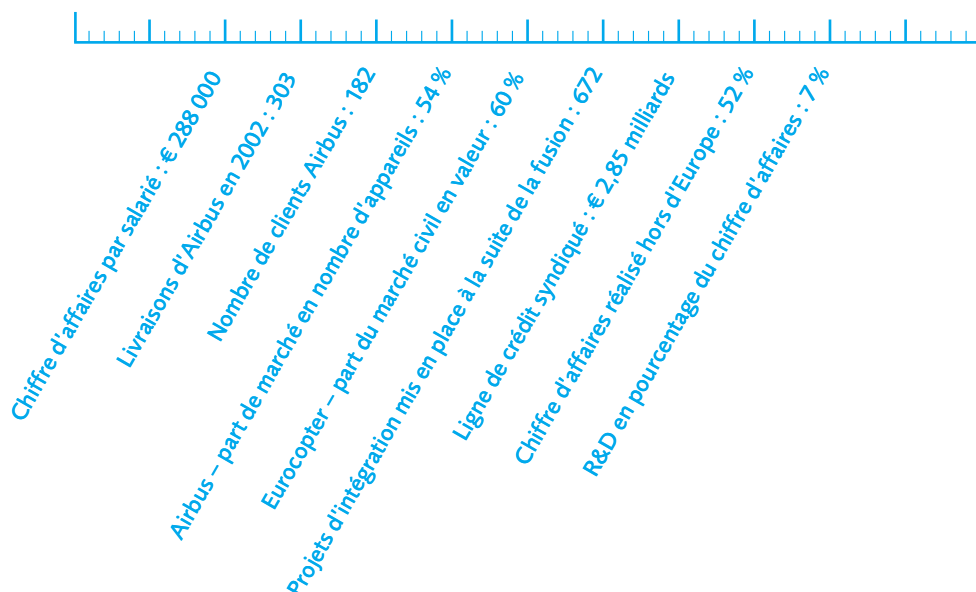 Chiffre d'affaires par salarié : € 288 000
Livraisons d'Airbus en 2002 : 303
Nombre de clients Airbus : 182
Airbus – part de marché en nombre d'appareils : 54 %
Eurocopter – part du marché civil en valeur : 60 %
Projets d'intégration mis en place à la suite de la fusion : 672
Ligne de crédit syndiqué : € 2,85 milliards
Chiffre d'affaires réalisé hors d'Europe : 52 %
R&D en pourcentage du chiffre d'affaires : 7 %